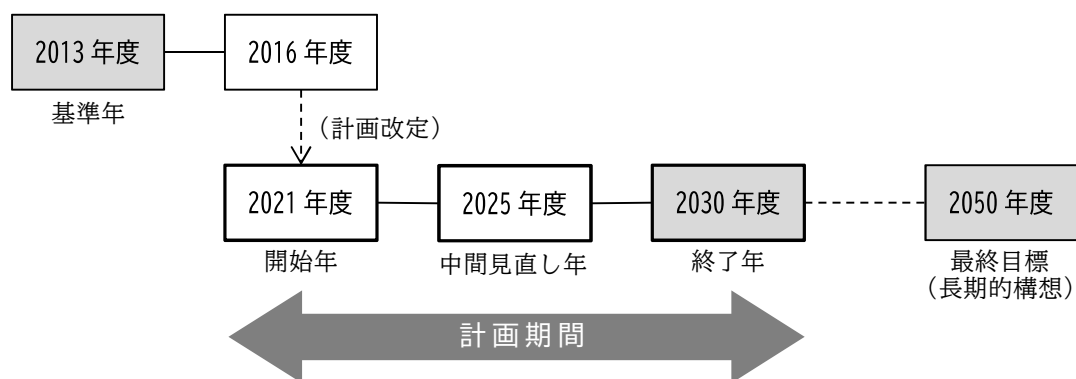 2013 年度
2016 年度
基準年
（計画改定）
2021 年度
2025 年度
2030 年度
2050 年度
開始年
中間見直し年
終了年
最終目標
（長期的構想）
計画期間